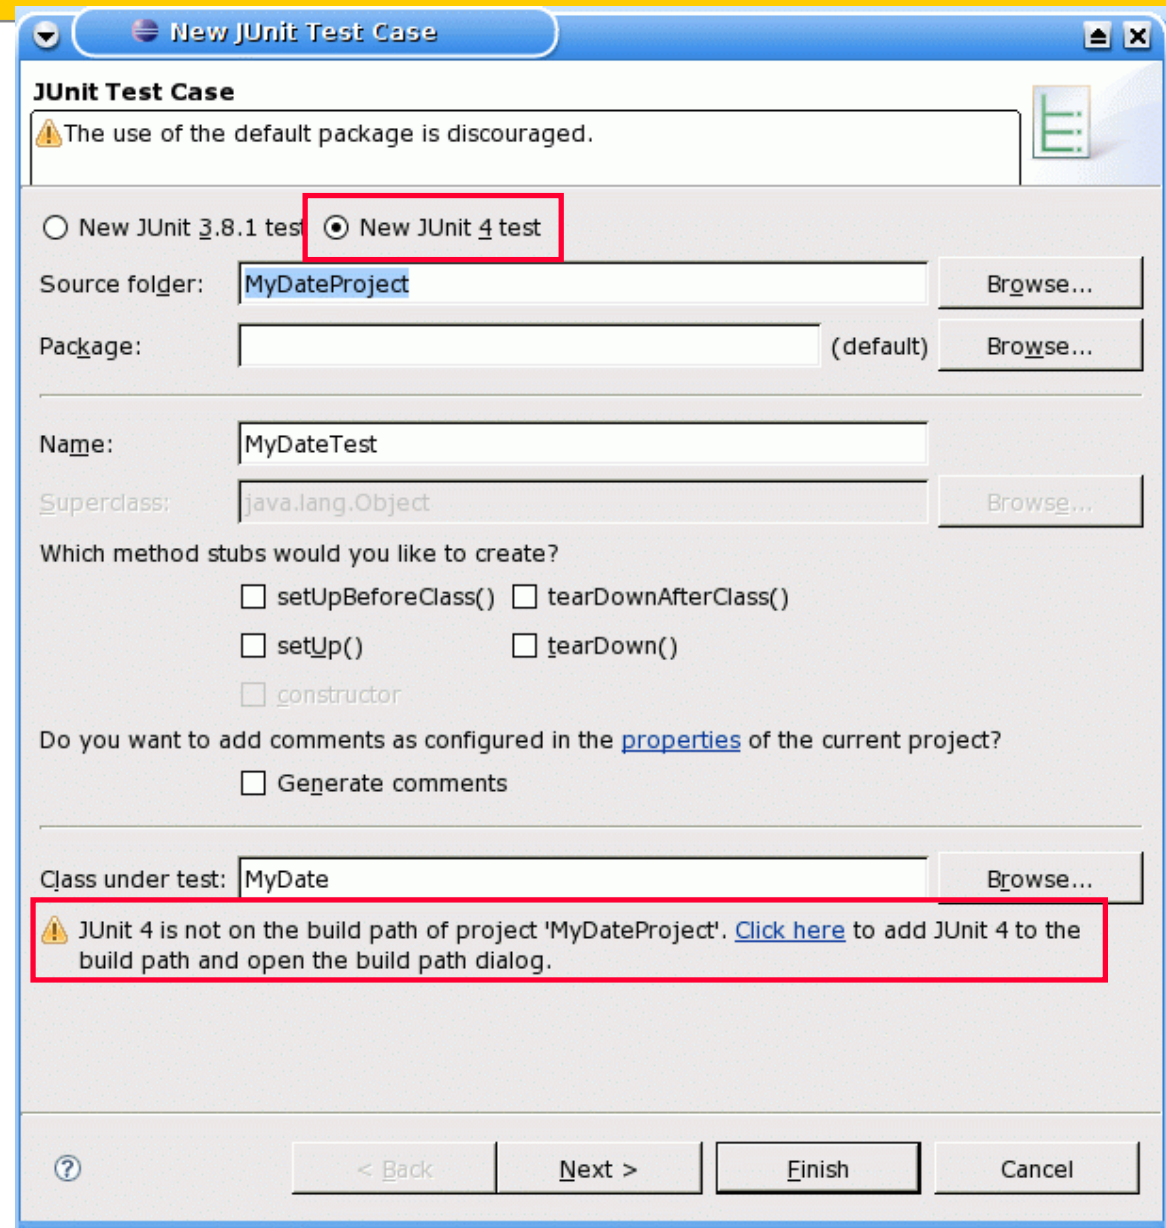 New JUnit Test Case
JUnit Test Case
The use of the default package is discouraged.
New JUnit 3.8.1 test New JUnit 4 test
Source folder: MyDateProject Browse...
Package: (default) Browse...
Name: MyDateTest
Superclass: java.lang.Object Browse...
Which method stubs would you like to create?
setUpBeforeClass() tearDownAfterClass()
setUp() tearDown()
constructor
Do you want to add comments as configured in the properties of the current project?
Generate comments
Class under test: MyDate Browse...
JUnit 4 is not on the build path of project 'MyDateProject'. Click here to add JUnit 4 to the
build path and open the build path dialog.
? < Back Next > Finish Cancel